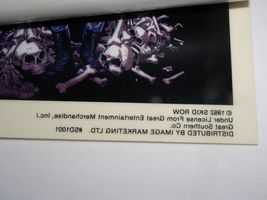 © 1992 SKID ROW
Under License From Great Entertainment Merchandise, Inc.
Great Southern Co.
DISTRIBUTED BY IMAGE MARKETING LTD. #SD1001